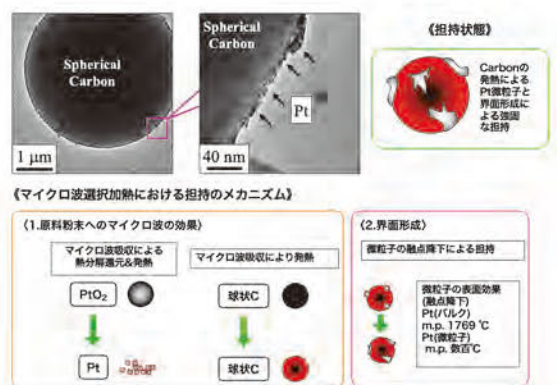 Spherical
Carbon
1 μm
Spherical
Carbon
Pt
40 nm
《担持状態》
Carbonの
発熱による
Pt微粒子と
界面形成に
よる強固
な担持
《マイクロ波選択加熱における担持のメカニズム》
〈1.原料粉末へのマイクロ波の効果〉
マイクロ波吸収による
熱分解還元&発熱
マイクロ波吸収により発熱
PtO₂
球状C
Pt
球状C
〈2.界面形成〉
微粒子の融点降下による担持
微粒子の表面効果
(融点降下)
Pt(バルク)
m.p. 1769 ℃
Pt(微粒子)
m.p. 数百℃